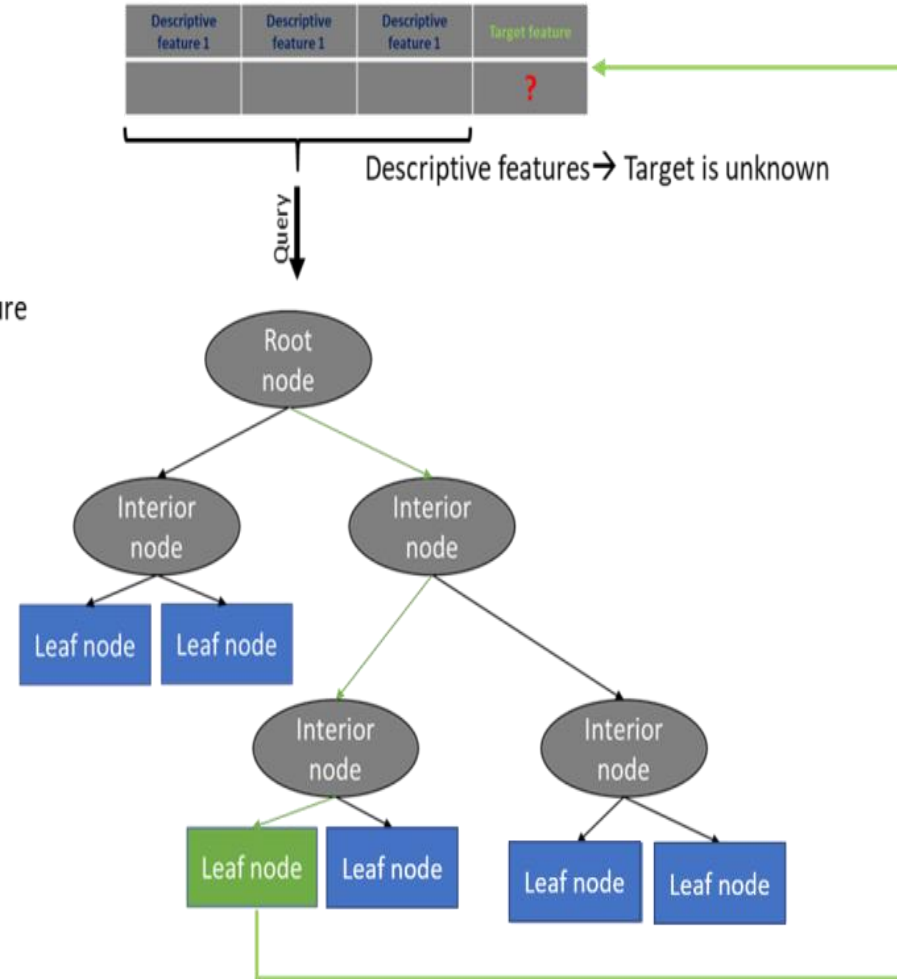 Descriptive Descriptive Descriptive Target feature
feature 1 feature 1 feature 1
?
Descriptive features→ Target is unknown
Query
ure
Root
node
Interior Interior
node node
Leaf node Leaf node
Interior Interior
node node
Leaf node Leaf node Leaf node Leaf node